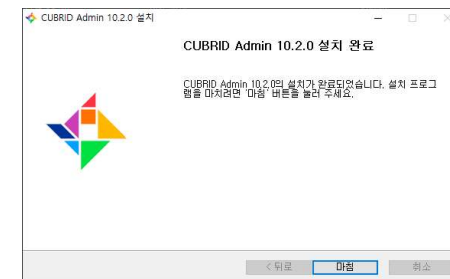 CUBRID Admin 10.2.0 설치
CUBRID Admin 10.2.0 설치 완료
CUBRID Admin 10.2.0의 설치가 완료되었습니다. 설치 프로그
램을 마치려면 '마침' 버튼을 눌러 주세요.
< 뒤로 마침 취소